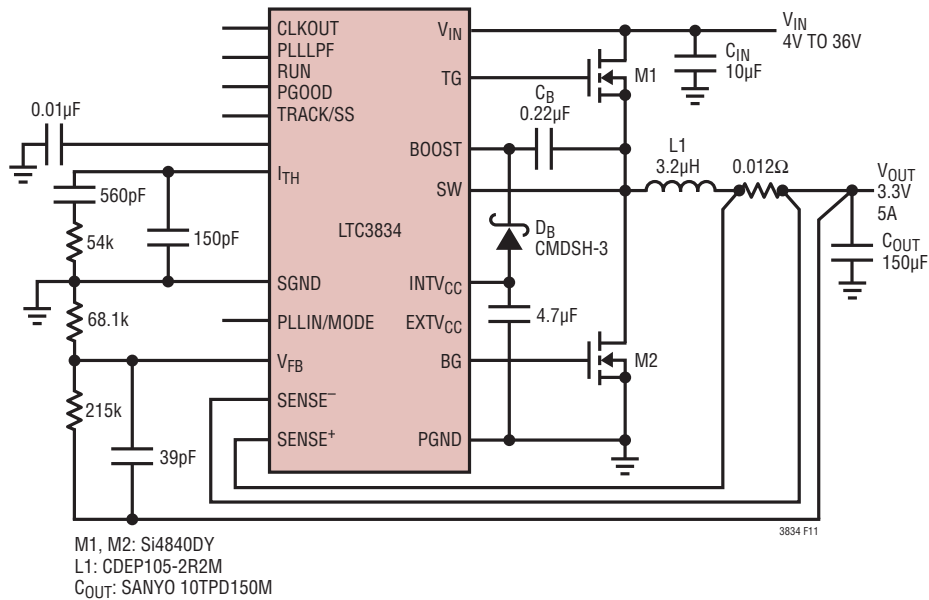 CLKOUT
PLLLPF
RUN
PGOOD
TRACK/SS
ITH
SGND
PLLIN/MODE
VFB
SENSE–
SENSE+
LTC3834
VIN
TG
BOOST
SW
INTVCC
EXTVCC
BG
PGND
0.01µF
560pF
54k
150pF
68.1k
215k
39pF
VIN
4V TO 36V
CIN
10µF
M1
CB
0.22µF
L1
3.2µH
0.012Ω
VOUT
3.3V
5A
COUT
150µF
DB
CMDSH-3
4.7µF
M2
3834 F11
M1, M2: Si4840DY
L1: CDEP105-2R2M
COUT: SANYO 10TPD150M